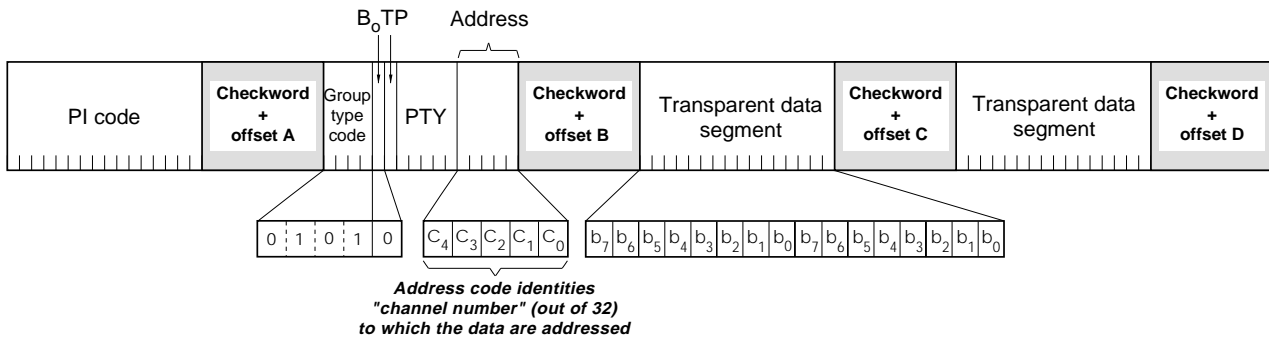 BoTP Address
PI code
Checkword
+
offset A
Group
type
code
PTY
Checkword
+
offset B
Transparent data
segment
Checkword
+
offset C
Transparent data
segment
Checkword
+
offset D
0 1 0 1 0
C4 C3 C2 C1 C0
b7 b6 b5 b4 b3 b2 b1 b0 b7 b6 b5 b4 b3 b2 b1 b0
Address code identities
"channel number" (out of 32)
to which the data are addressed